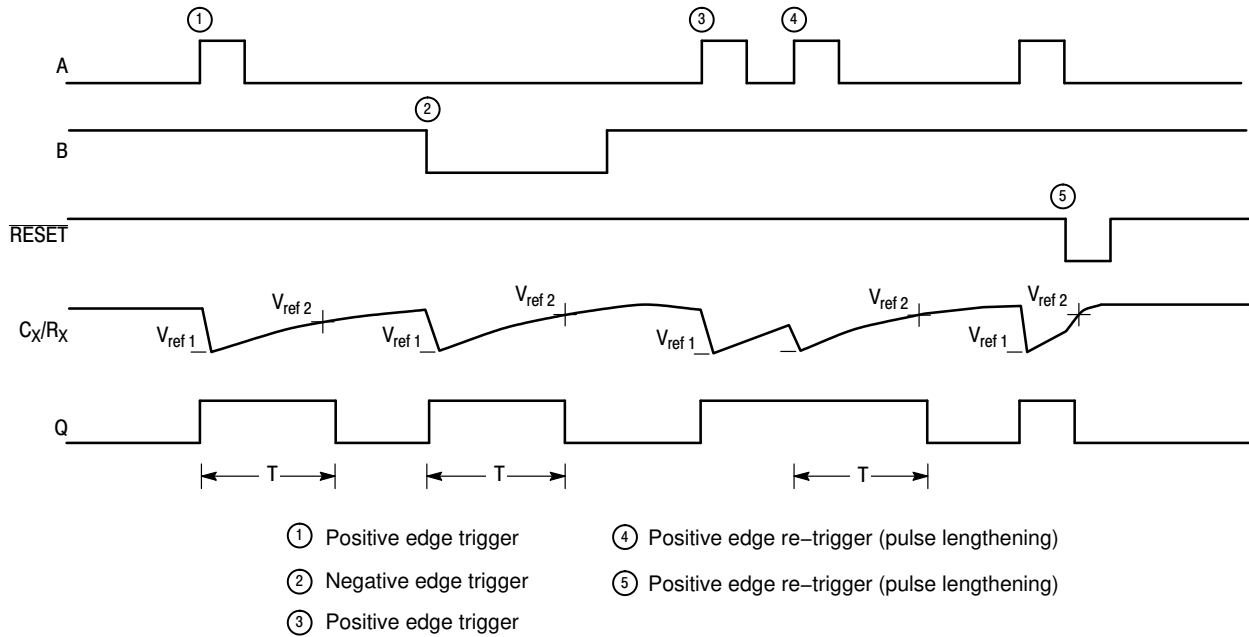 ① ③ ④
A
②
B
⑤
RESET
Vref 2 Vref 2 Vref 2 Vref 2
CX/RX
Vref 1 Vref 1 Vref 1 Vref 1
Q
T T T
① Positive edge trigger
② Negative edge trigger
③ Positive edge trigger
④ Positive edge re−trigger (pulse lengthening)
⑤ Positive edge re−trigger (pulse lengthening)